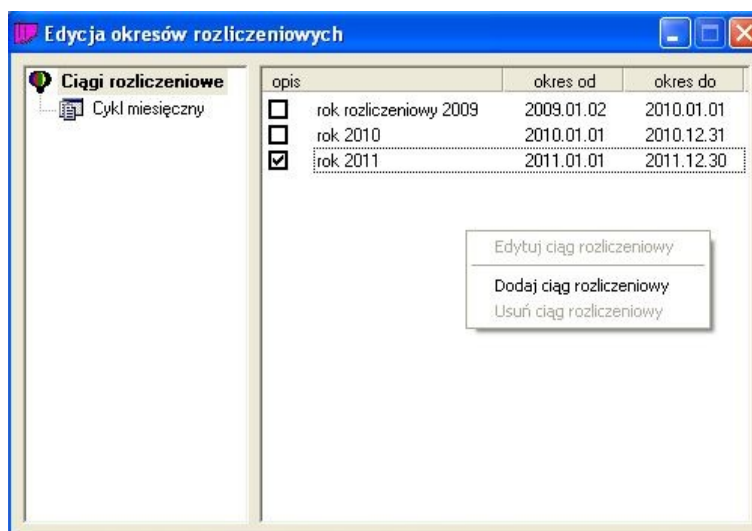 Edycja okresów rozliczeniowych
Ciągi rozliczeniowe
Cykl miesięczny
opis okres od okres do
rok rozliczeniowy 2009 2009.01.02 2010.01.01
rok 2010 2010.01.01 2010.12.31
rok 2011 2011.01.01 2011.12.30
Edytuj ciąg rozliczeniowy
Dodaj ciąg rozliczeniowy
Usuń ciąg rozliczeniowy